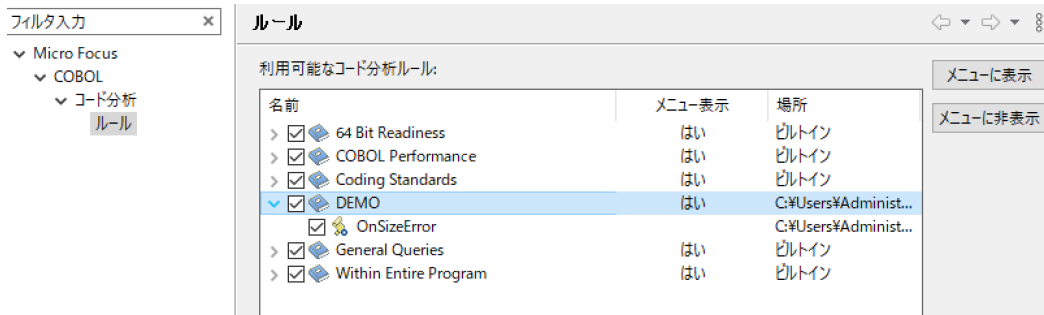 フィルタ入力
ルール
Micro Focus
COBOL
コード分析
ルール
利用可能なコード分析ルール:
名前 メニュー表示 場所
64 Bit Readiness はい ビルトイン
COBOL Performance はい ビルトイン
Coding Standards はい ビルトイン
DEMO はい C:¥Users¥Administ...
OnSizeError C:¥Users¥Administ...
General Queries はい ビルトイン
Within Entire Program はい ビルトイン
メニューに表示
メニューに非表示